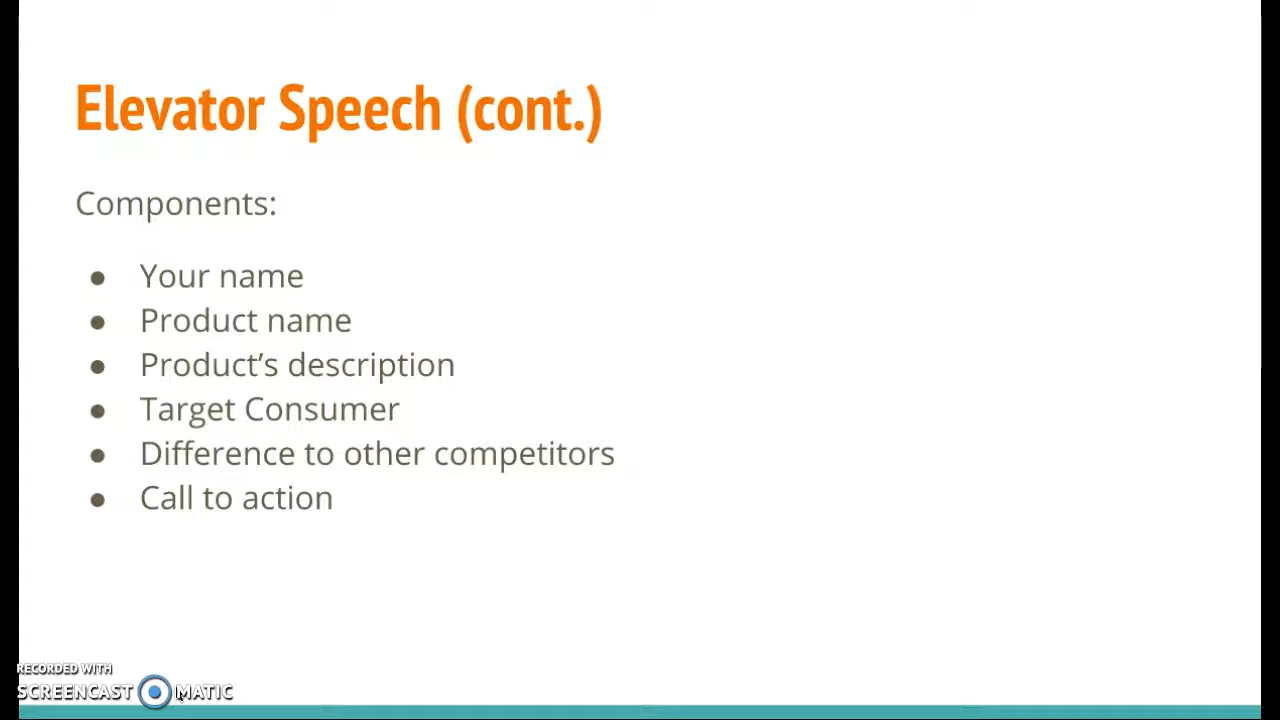 Elevator Speech (cont.)
Components:
● Your name
● Product name
● Product’s description
● Target Consumer
● Difference to other competitors
● Call to action
RECORDED WITH
SCREENCAST MATIC